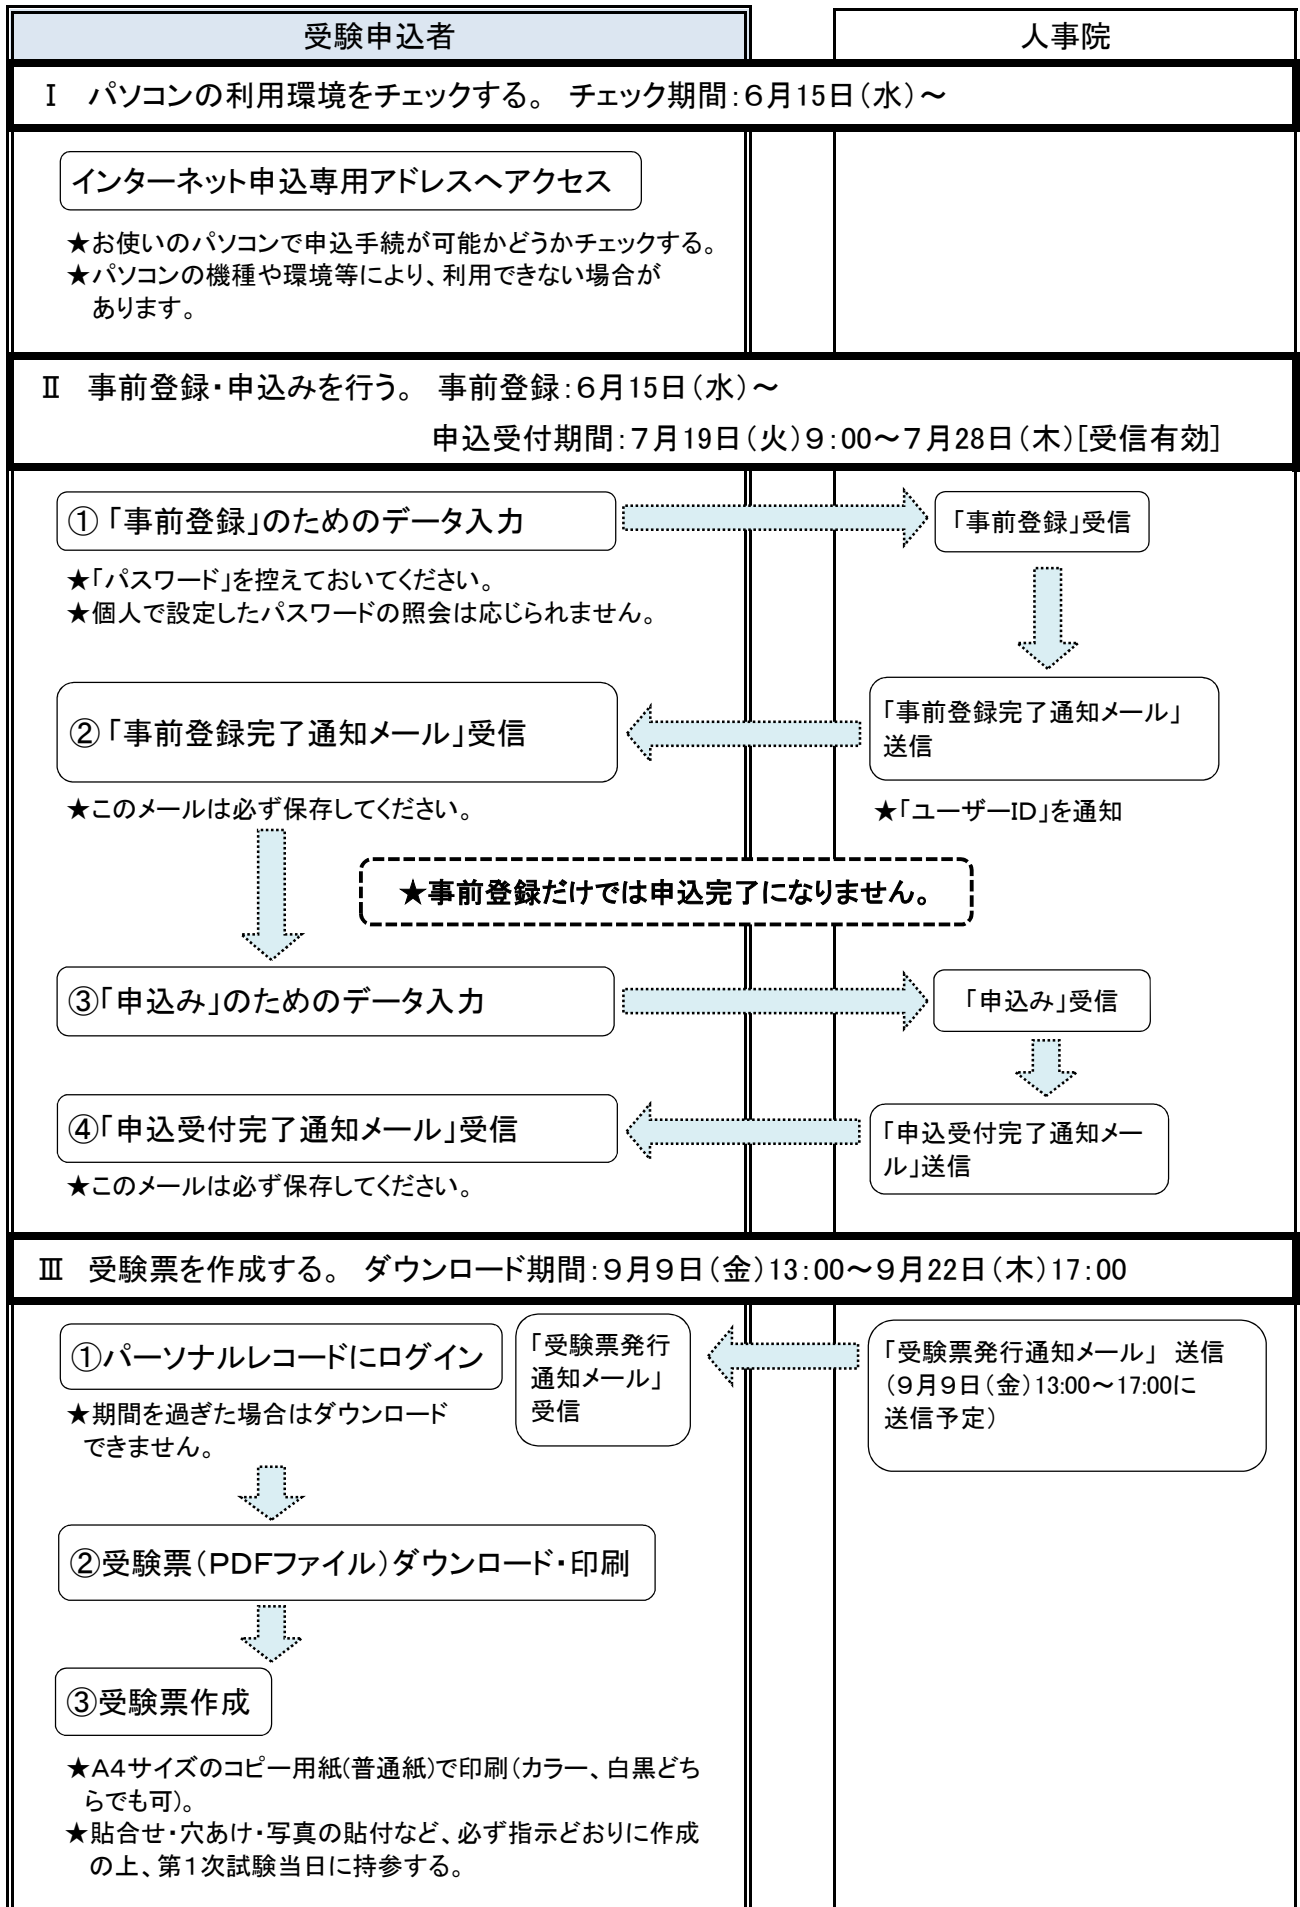 受験申込者
人事院
Ⅰ　パソコンの利用環境をチェックする。　チェック期間：６月15日（水）～
インターネット申込専用アドレスへアクセス
★お使いのパソコンで申込手続が可能かどうかチェックする。
★パソコンの機種や環境等により、利用できない場合が
あります。
Ⅱ　事前登録・申込みを行う。　事前登録：６月15日（水）～
申込受付期間：７月19日（火）９：00～７月28日（木）[受信有効]
①「事前登録」のためのデータ入力
「事前登録」受信
★「パスワード」を控えておいてください。
★個人で設定したパスワードの照会は応じられません。
②「事前登録完了通知メール」受信
「事前登録完了通知メール」
送信
★このメールは必ず保存してください。
★「ユーザーID」を通知
★事前登録だけでは申込完了になりません。
③「申込み」のためのデータ入力
「申込み」受信
④「申込受付完了通知メール」受信
「申込受付完了通知メー
ル」送信
★このメールは必ず保存してください。
Ⅲ　受験票を作成する。　ダウンロード期間：９月９日（金）13：00～９月22日（木）17：00
①パーソナルレコードにログイン
★期間を過ぎた場合はダウンロード
できません。
「受験票発行
通知メール」
受信
「受験票発行通知メール」　送信
（９月９日（金）13:00～17:00に
送信予定）
②受験票（ＰＤＦファイル）ダウンロード・印刷
③受験票作成
★Ａ４サイズのコピー用紙(普通紙)で印刷（カラー、白黒どち
らでも可）。
★貼合せ・穴あけ・写真の貼付など、必ず指示どおりに作成
の上、第１次試験当日に持参する。